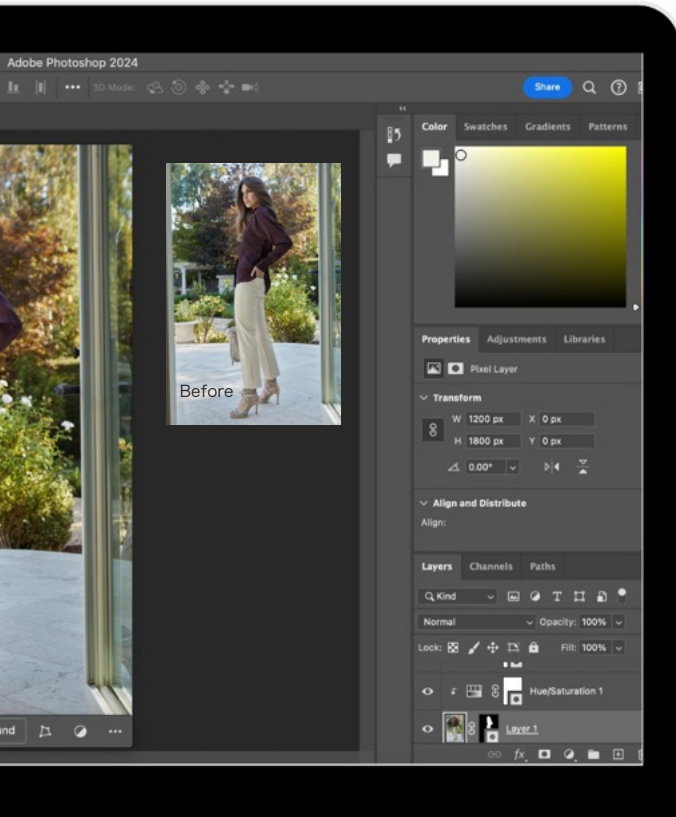 Adobe Photoshop 2024
3D Mode:
Share
Color Swatches Gradients Patterns
Before
Properties Adjustments Libraries
Pixel Layer
Transform
W 1200 px X 0 px
H 1800 px Y 0 px
0.00°
Align and Distribute
Align:
Layers Channels Paths
Kind
Normal Opacity: 100%
Lock: Fill: 100%
Hue/Saturation 1
und
Layer 1
fx